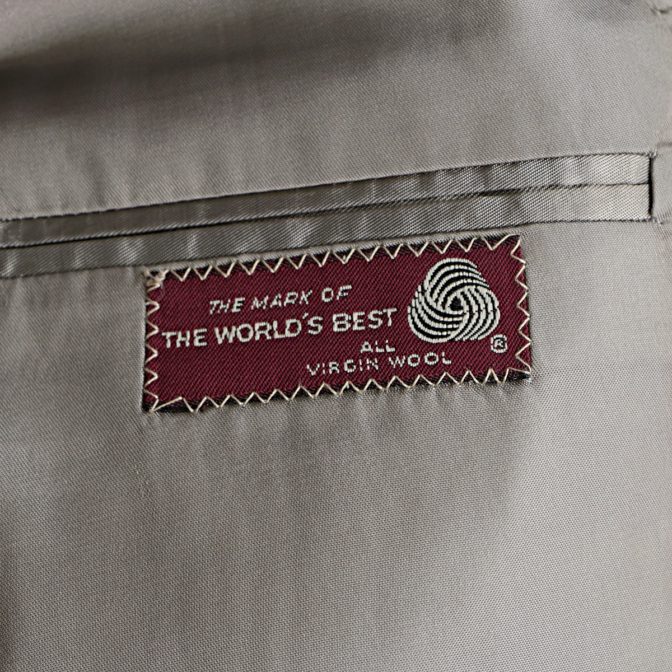 THE MARK OF
THE WORLD'S BEST
ALL
VIRGIN WOOL
®